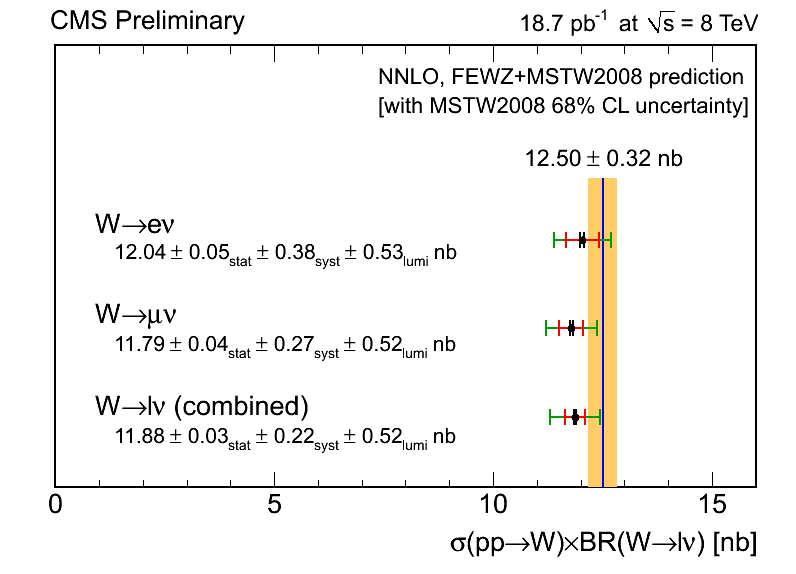 CMS Preliminary 18.7 pb⁻¹ at √s = 8 TeV
NNLO, FEWZ+MSTW2008 prediction
[with MSTW2008 68% CL uncertainty]
12.50 ± 0.32 nb
W→eν
12.04 ± 0.05stat ± 0.38syst ± 0.53lumi nb
W→μν
11.79 ± 0.04stat ± 0.27syst ± 0.52lumi nb
W→lν (combined)
11.88 ± 0.03stat ± 0.22syst ± 0.52lumi nb
0 5 10 15
σ(pp→W)×BR(W→lν) [nb]